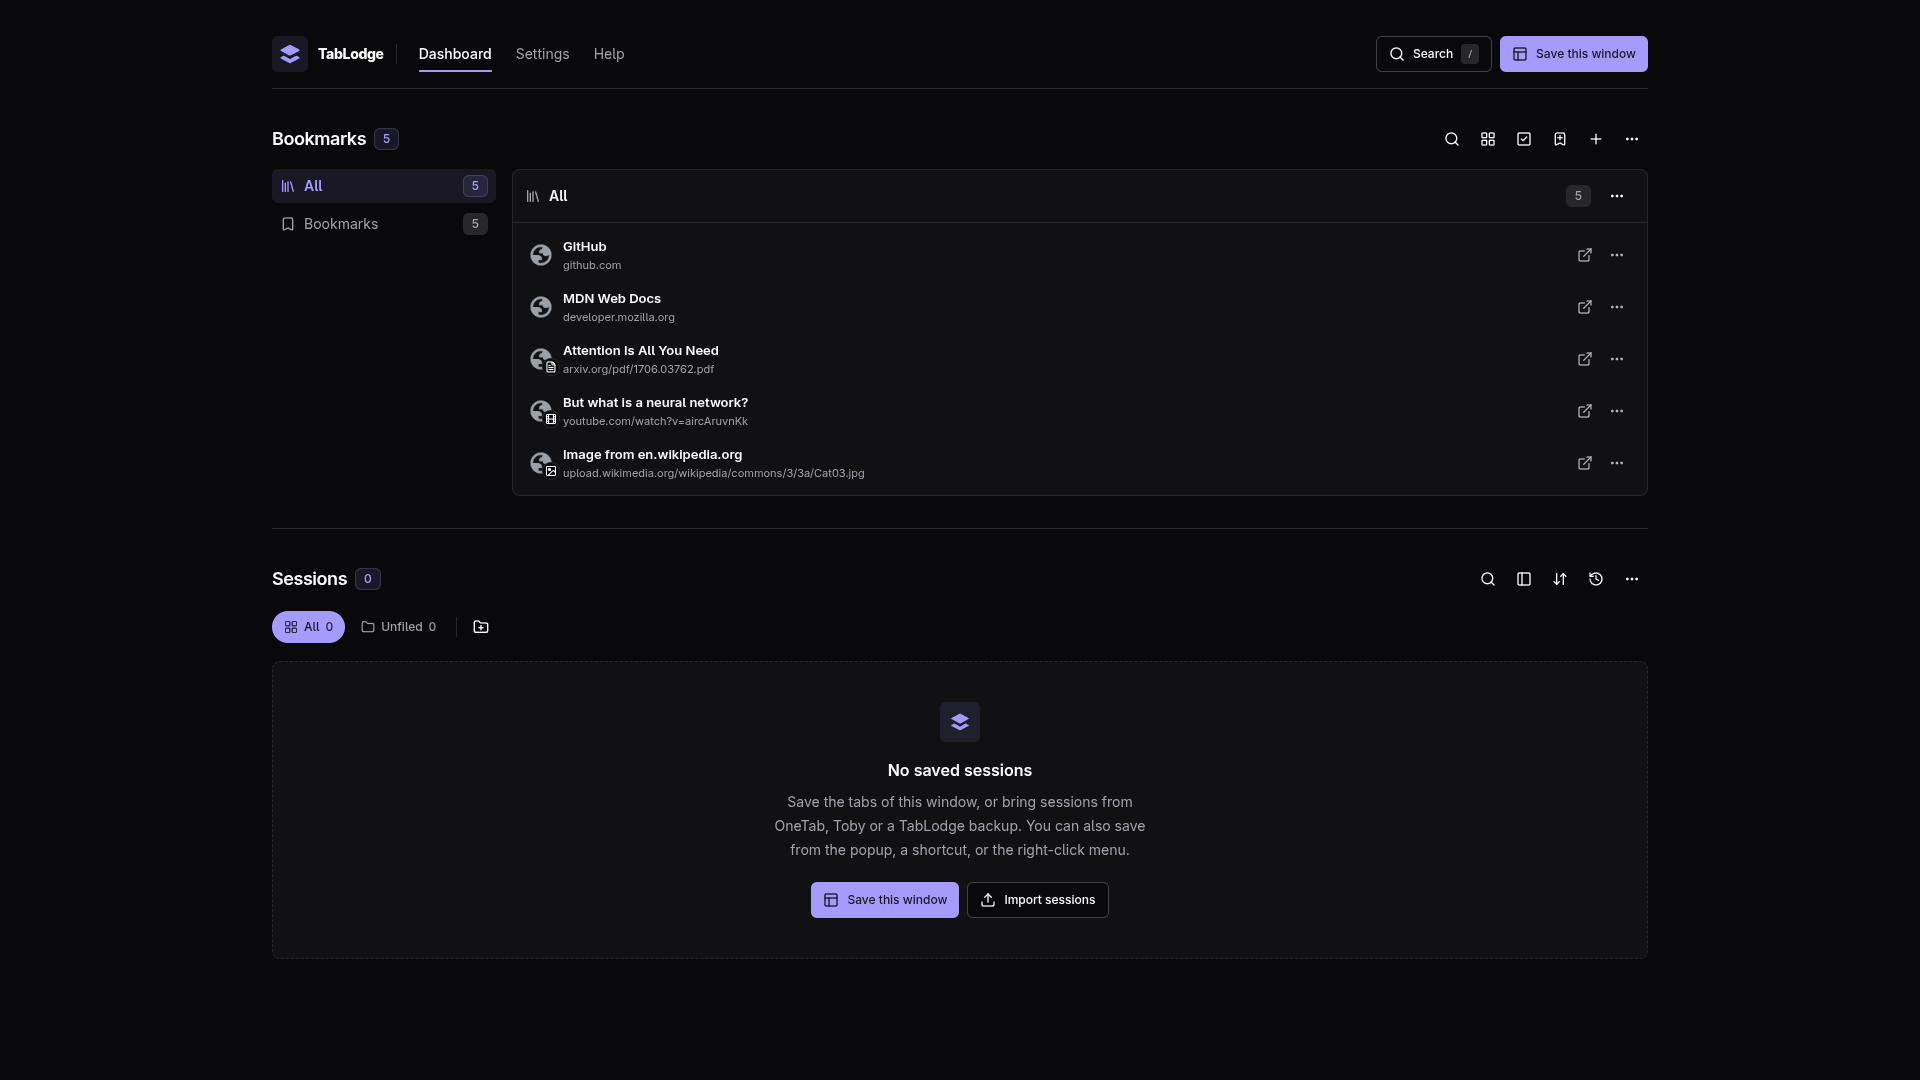 TabLodge
Dashboard
Settings
Help
Search /
Save this window
Bookmarks 5
All 5
Bookmarks 5
All 5
GitHub
github.com
MDN Web Docs
developer.mozilla.org
Attention Is All You Need
arxiv.org/pdf/1706.03762.pdf
But what is a neural network?
youtube.com/watch?v=aircAruvnKk
Image from en.wikipedia.org
upload.wikimedia.org/wikipedia/commons/3/3a/Cat03.jpg
Sessions 0
All 0
Unfiled 0
No saved sessions
Save the tabs of this window, or bring sessions from
OneTab, Toby or a TabLodge backup. You can also save
from the popup, a shortcut, or the right-click menu.
Save this window
Import sessions